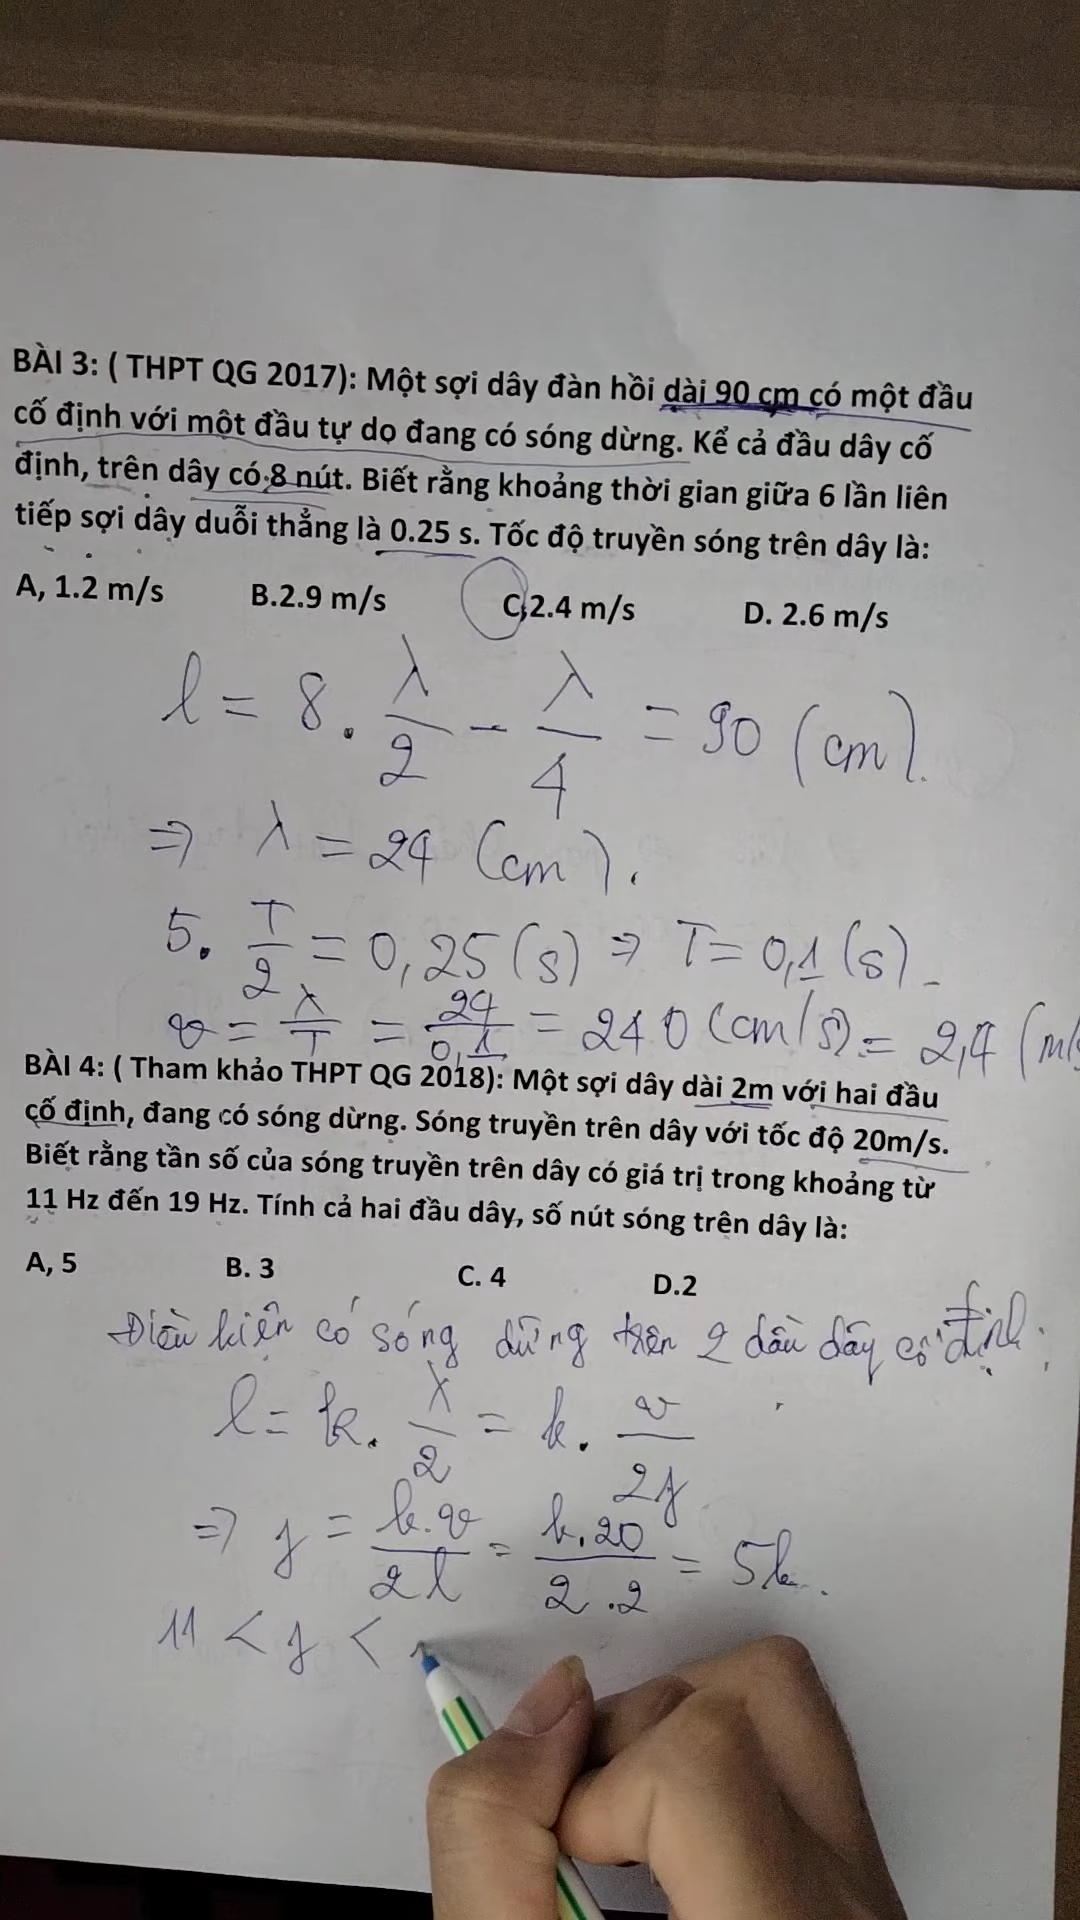 BÀI 3: ( THPT QG 2017): Một sợi dây đàn hồi dài 90 cm có một đầu
cố định với một đầu tự do đang có sóng dừng. Kể cả đầu dây cố
định, trên dây có 8 nút. Biết rằng khoảng thời gian giữa 6 lần liên
tiếp sợi dây duỗi thẳng là 0.25 s. Tốc độ truyền sóng trên dây là:
A, 1.2 m/s B.2.9 m/s C,2.4 m/s D. 2.6 m/s
l = 8 . λ/2 - λ/4 = 90 (cm).
⇒ λ = 24 (cm).
5. T/2 = 0,25 (s) ⇒ T = 0,1 (s)
v = λ/T = 24/0,1 = 240 (cm/s) = 2,4 (m/s
BÀI 4: ( Tham khảo THPT QG 2018): Một sợi dây dài 2m với hai đầu
cố định, đang có sóng dừng. Sóng truyền trên dây với tốc độ 20m/s.
Biết rằng tần số của sóng truyền trên dây có giá trị trong khoảng từ
11 Hz đến 19 Hz. Tính cả hai đầu dây, số nút sóng trên dây là:
A, 5 B. 3 C. 4 D.2
Điều kiện có sóng dừng trên 2 đầu dây cố định:
l = k. λ/2 = k. v/2f
⇒ f = k.v/2l = k.20/2.2 = 5k.
11 < f <